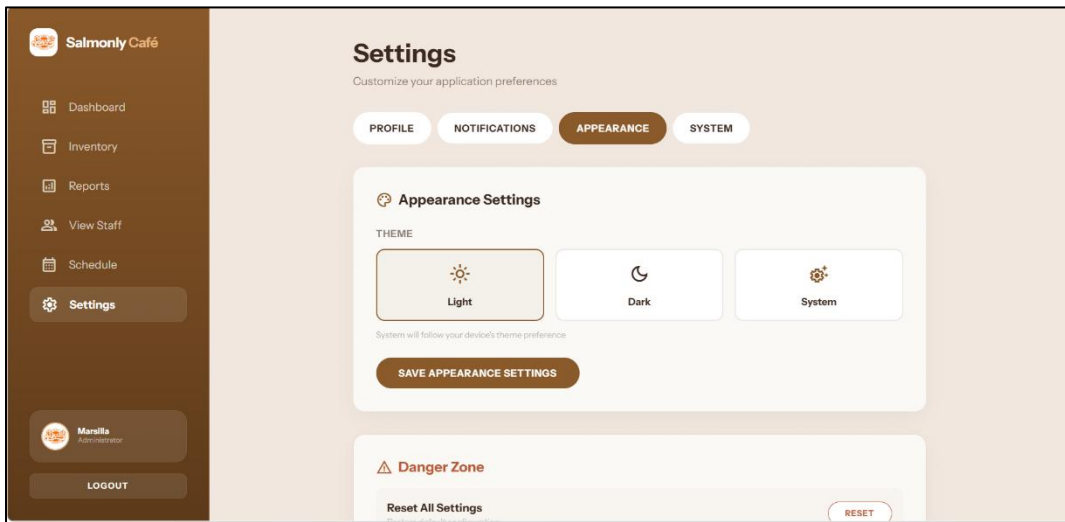 Salmonly Café
Dashboard
Inventory
Reports
View Staff
Schedule
Settings
Marsilla
Administrator
LOGOUT
Settings
Customize your application preferences
PROFILE NOTIFICATIONS APPEARANCE SYSTEM
Appearance Settings
THEME
Light Dark System
System will follow your device's theme preference
SAVE APPEARANCE SETTINGS
Danger Zone
Reset All Settings
RESET